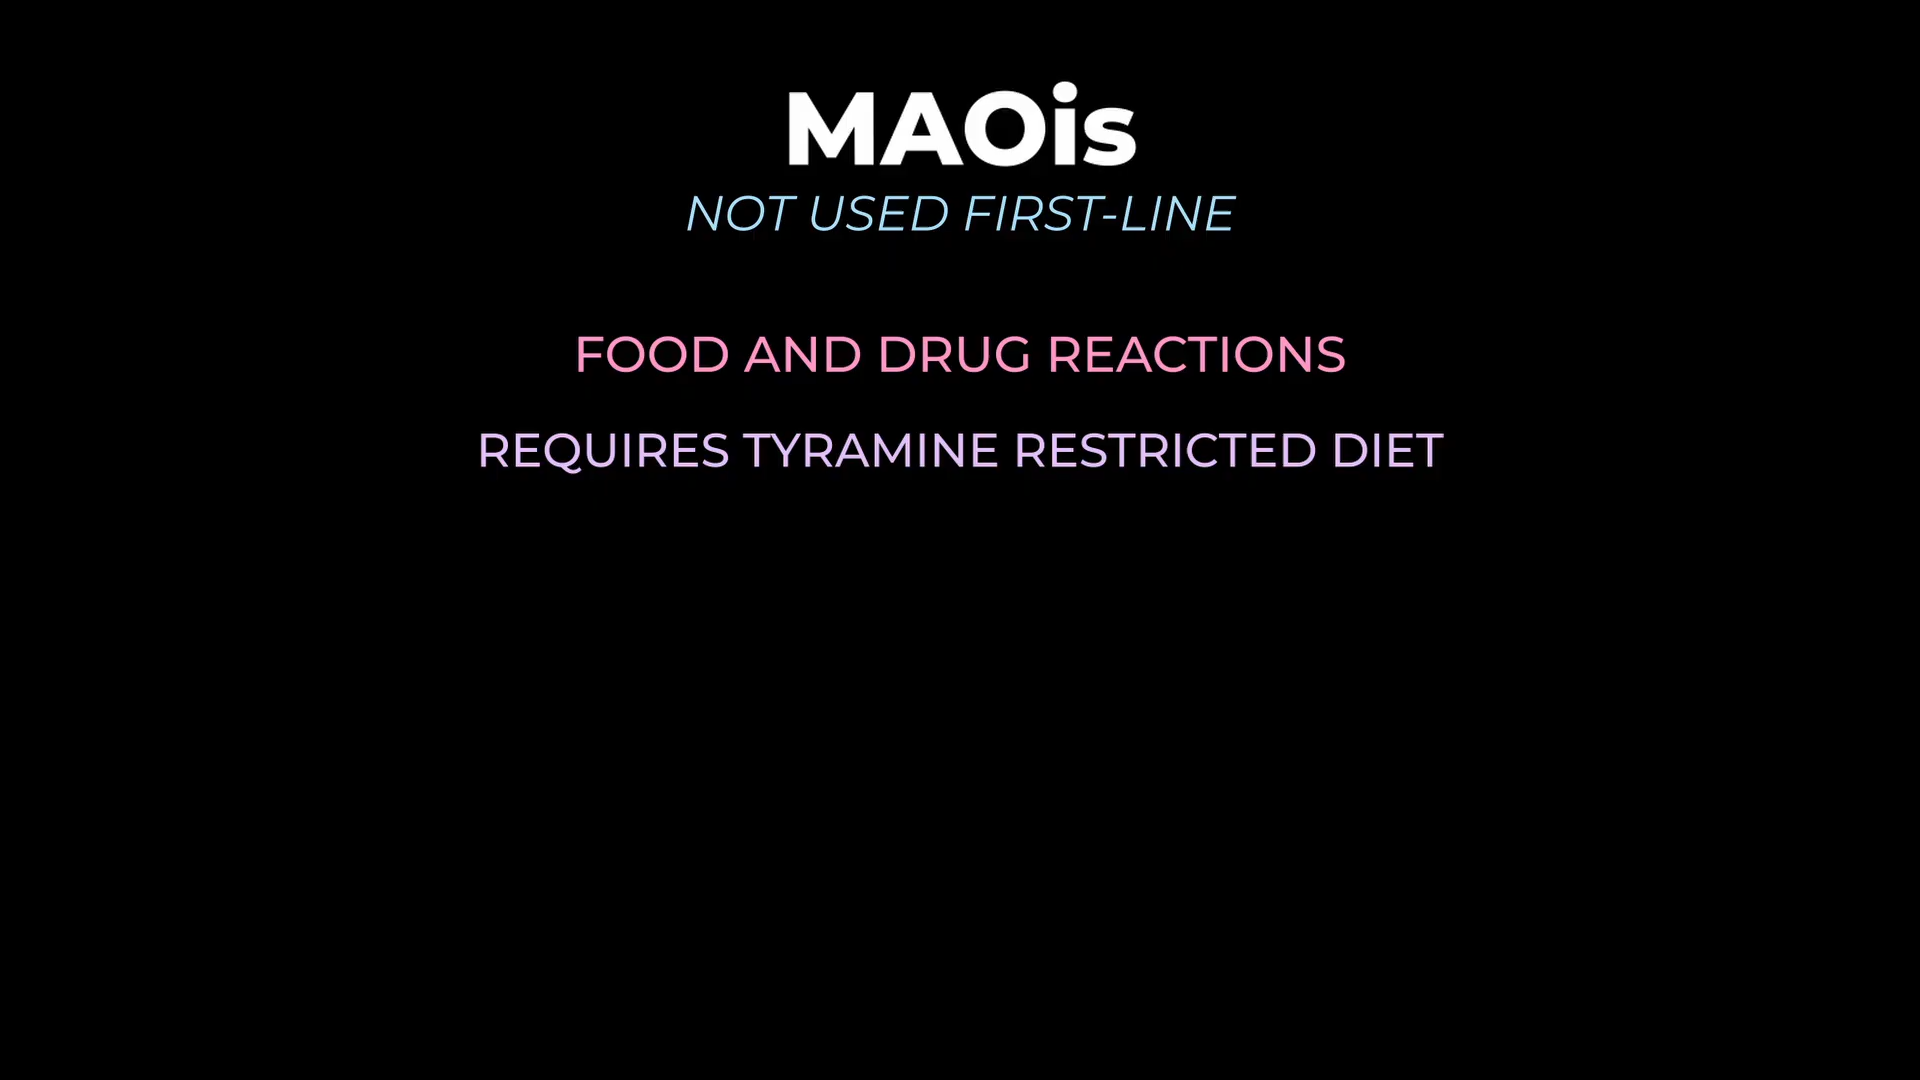 MAOis
NOT USED FIRST-LINE
FOOD AND DRUG REACTIONS
REQUIRES TYRAMINE RESTRICTED DIET